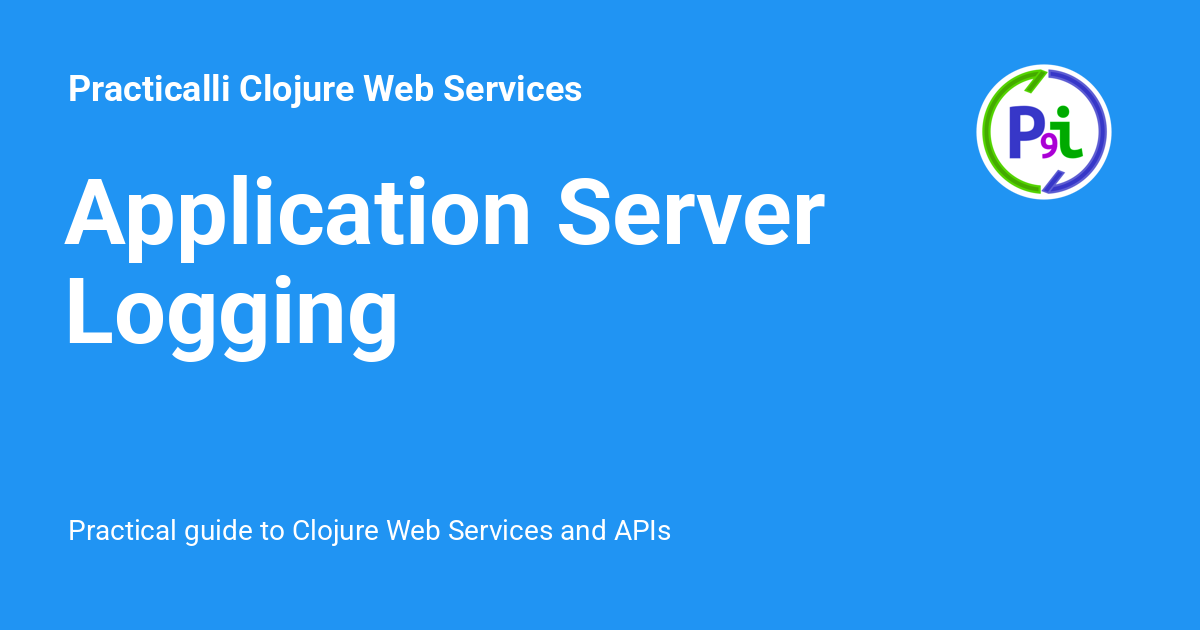 Practicalli Clojure Web Services
P9i
Application Server
Logging
Practical guide to Clojure Web Services and APIs